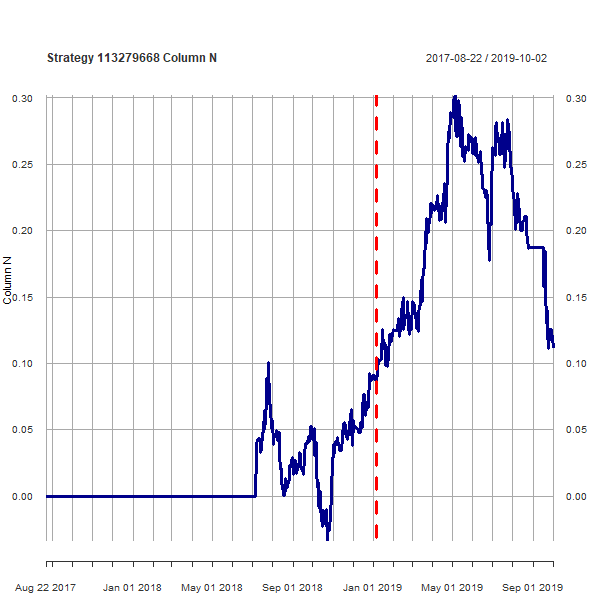 Strategy 113279668 Column N
2017-08-22 / 2019-10-02
0.30
0.30
0.25
0.25
0.20
0.20
0.15
0.15
0.10
0.10
0.05
0.05
0.00
0.00
Column N
Aug 22 2017
Jan 01 2018
May 01 2018
Sep 01 2018
Jan 01 2019
May 01 2019
Sep 01 2019